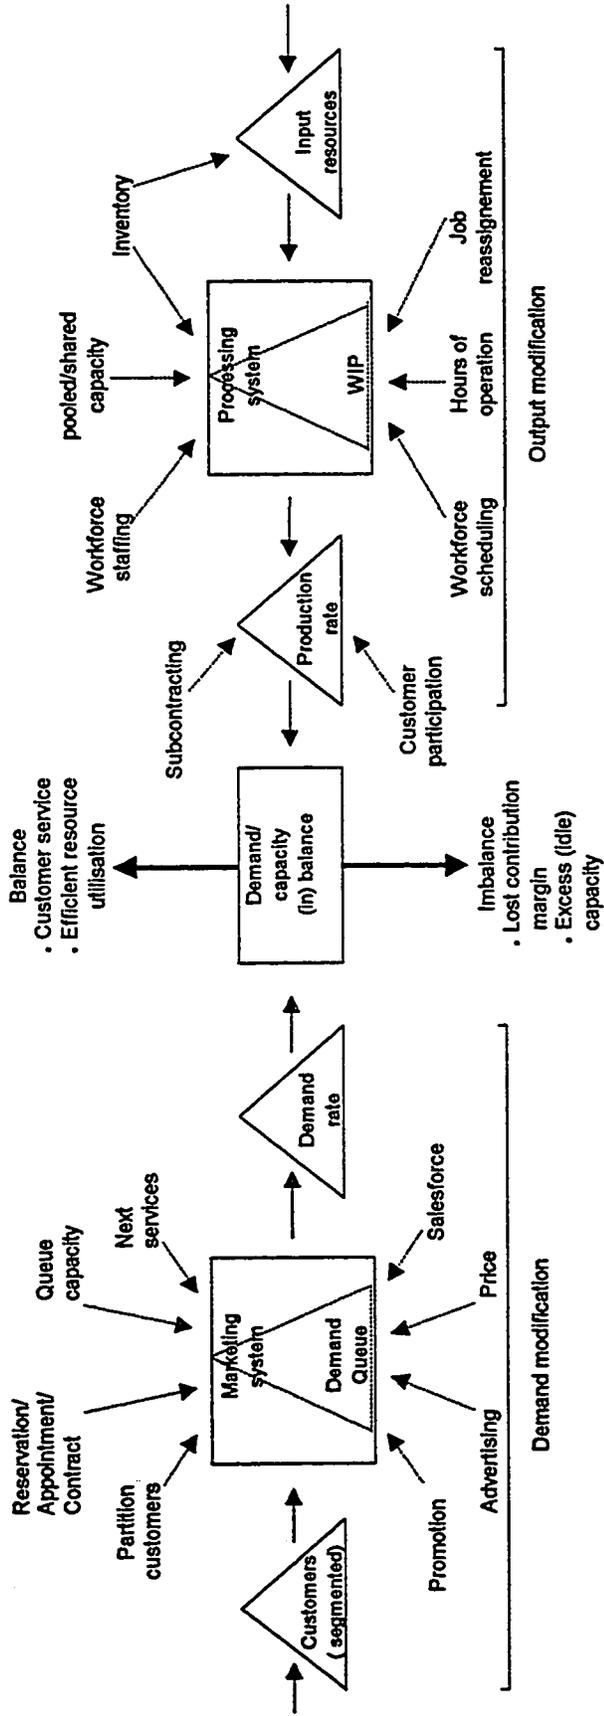 Reservation/
Appointment/
Contract
Queue
capacity
Partition
customers
Next
services
Customers
( segmented)
Marketing
system
Demand
Queue
Demand
rate
Promotion
Advertising
Price
Salesforce
Demand modification
Balance
. Customer service
. Efficient resource
utilisation
Demand/
capacity
(in) balance
Imbalance
. Lost contribution
margin
. Excess (idle)
capacity
Subcontracting
Production
rate
Customer
participation
Workforce
staffing
pooled/shared
capacity
Inventory
Processing
system
WIP
Input
resources
Workforce
scheduling
Hours of
operation
Job
reassignement
Output modification